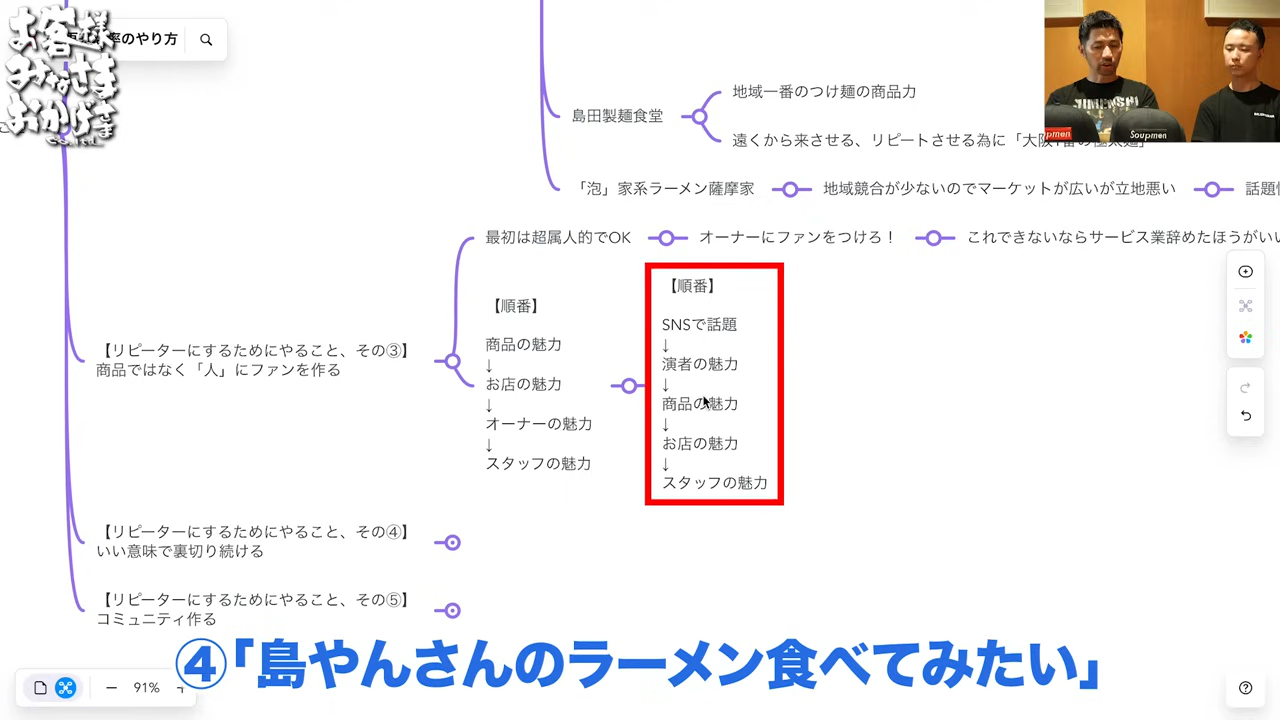 お客様
みなさま
おかげさま
Co.,Ltd.
率のやり方
島田製麺食堂
地域一番のつけ麺の商品力
遠くから来させる、リピートさせる為に「大阪1番の極太麺」
「泡」家系ラーメン薩摩家
地域競合が少ないのでマーケットが広いが立地悪い
最初は超属人的でOK
オーナーにファンをつけろ！
これできないならサービス業辞めたほうがいい
【リピーターにするためにやること、その③】
商品ではなく「人」にファンを作る
【順番】
商品の魅力
↓
お店の魅力
↓
オーナーの魅力
↓
スタッフの魅力
【順番】
SNSで話題
↓
演者の魅力
↓
商品の魅力
↓
お店の魅力
↓
スタッフの魅力
【リピーターにするためにやること、その④】
いい意味で裏切り続ける
【リピーターにするためにやること、その⑤】
コミュニティ作る
④「島やんさんのラーメン食べてみたい」
91%
Soupmen